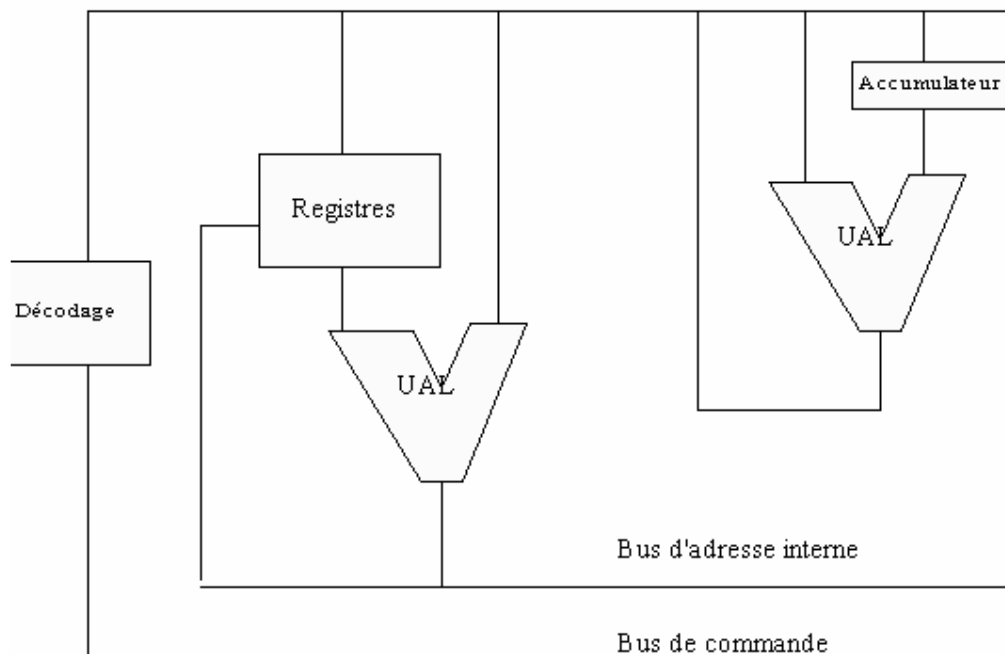 Accumulateur
Registres
UAL
Décodage
UAL
Bus d'adresse interne
Bus de commande